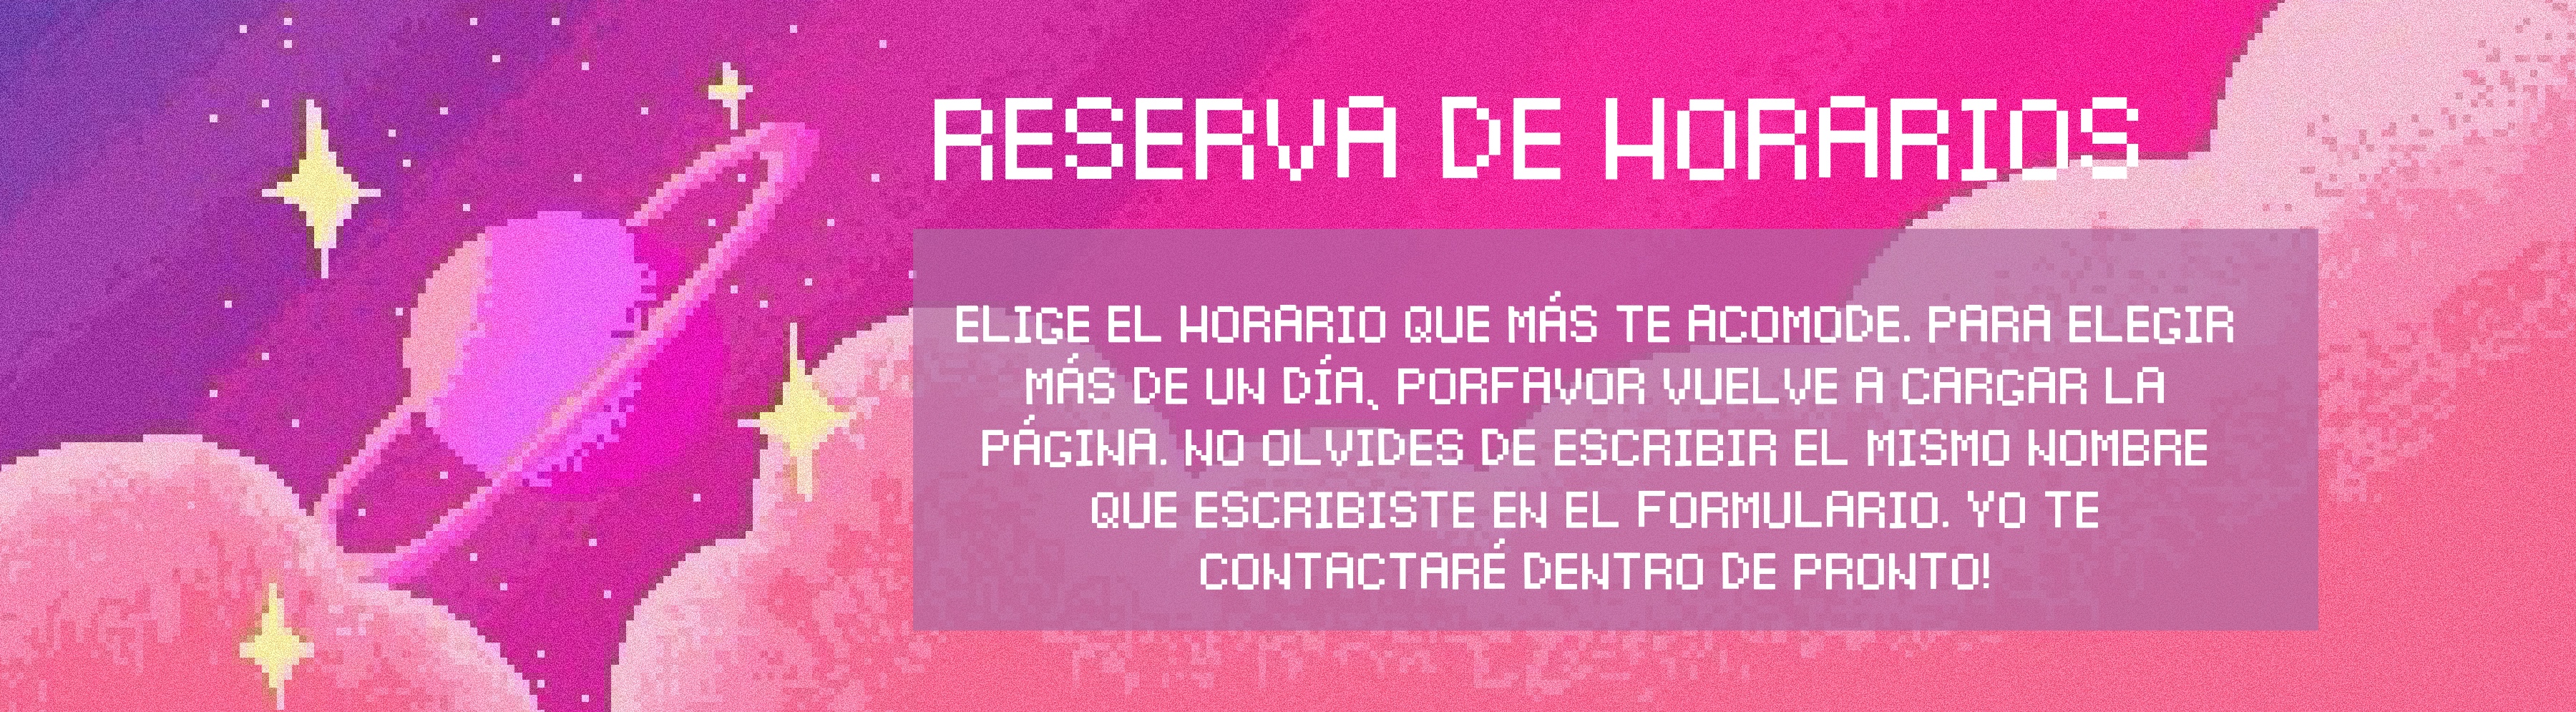 RESERVA DE HORARIOS
ELIGE EL HORARIO QUE MÁS TE ACOMODE. PARA ELEGIR
MÁS DE UN DÍA, PORFAVOR VUELVE A CARGAR LA
PÁGINA. NO OLVIDES DE ESCRIBIR EL MISMO NOMBRE
QUE ESCRIBISTE EN EL FORMULARIO. YO TE
CONTACTARÉ DENTRO DE PRONTO!